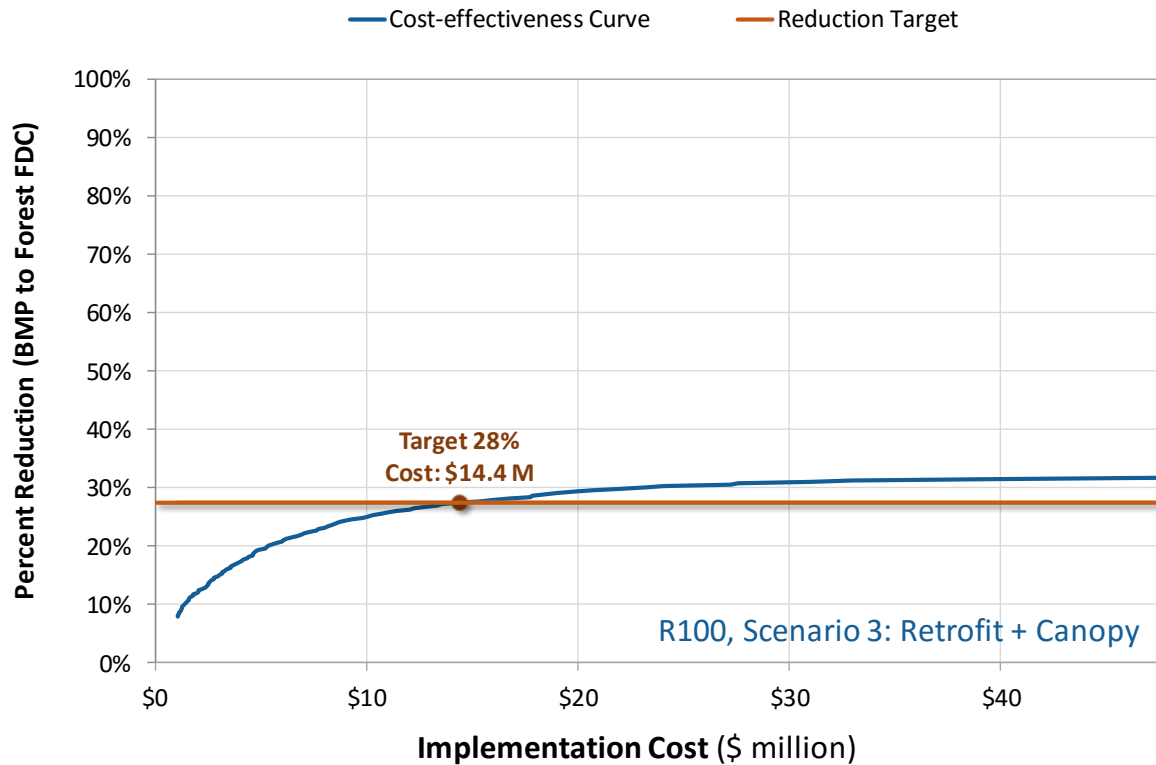 Cost-effectiveness Curve Reduction Target
Percent Reduction (BMP to Forest FDC)
100%
90%
80%
70%
60%
50%
40%
30%
20%
10%
0%
Target 28%
Cost: $14.4 M
R100, Scenario 3: Retrofit + Canopy
$0 $10 $20 $30 $40
Implementation Cost ($ million)